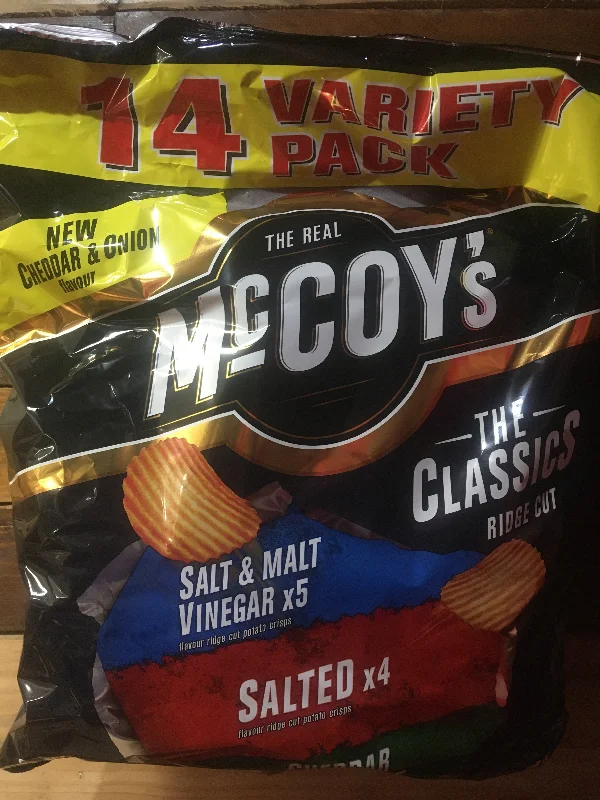 14 VARIETY
PACK
NEW
CHEDDAR & ONION
flavour
THE REAL
McCOY's
THE
CLASSICS
RIDGE CUT
SALT & MALT
VINEGAR x5
flavour ridge cut potato crisps
SALTED x4
flavour ridge cut potato crisps
CHEDDAR